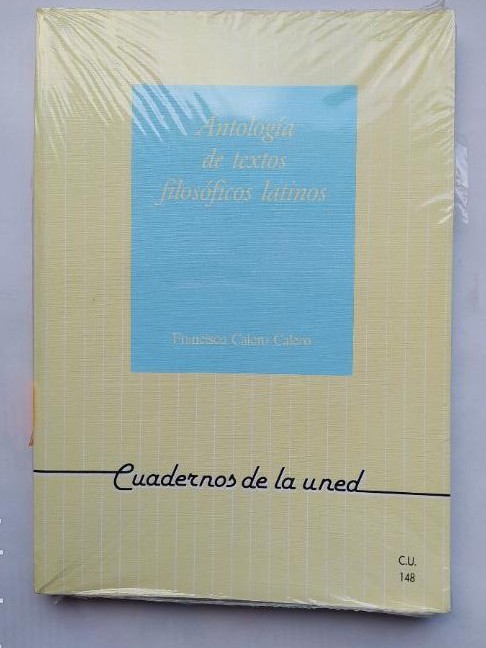 Antología
de textos
filosóficos latinos
Francisco Calero Calero
Cuadernos de la uned
C.U.
148